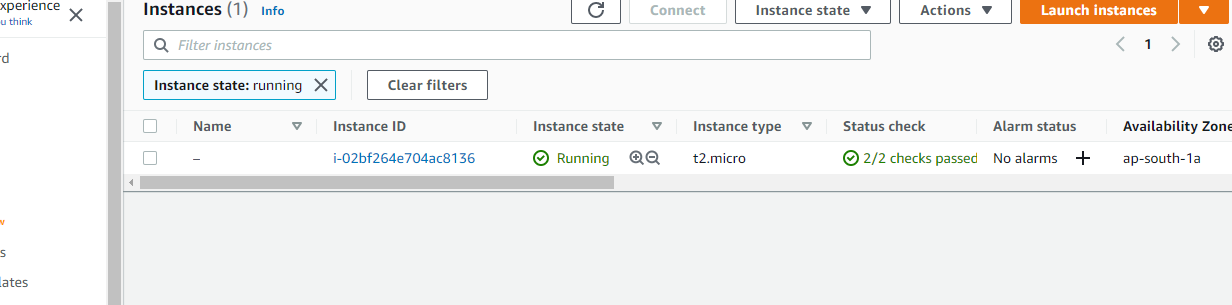 xperience
u think
Instances (1) Info
Connect
Instance state
Actions
Launch instances
Filter instances
1
Instance state: running
Clear filters
rd
Name Instance ID Instance state Instance type Status check Alarm status Availability Zone
– i-02bf264e704ac8136 Running t2.micro 2/2 checks passed No alarms + ap-south-1a
w
s
lates